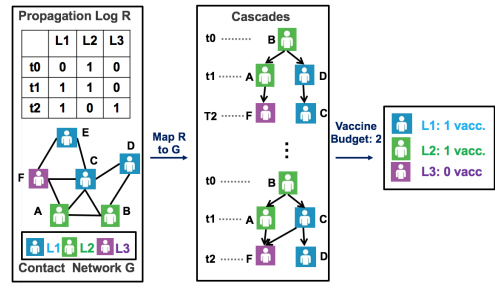 Propagation Log R
L1 L2 L3
t0 0 1 0
t1 1 1 0
t2 1 0 1
E
D
C
F
A
B
L1 L2 L3
Contact Network G
Map R
to G
Cascades
t0 ........ B
t1 ...... A D
T2 ...... F C
⋮
t0 ........ B
t1 ...... A C
t2 ...... F D
Vaccine
Budget: 2
L1: 1 vacc.
L2: 1 vacc.
L3: 0 vacc